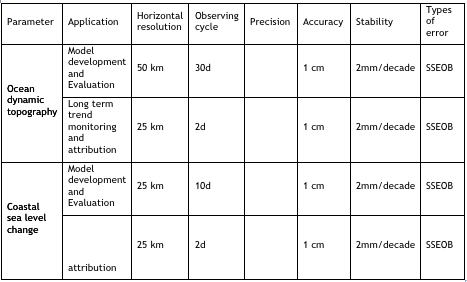 Parameter Application Horizontal resolution Observing cycle Precision Accuracy Stability Types of error
Ocean dynamic topography
Model development and Evaluation 50 km 30d 1 cm 2mm/decade SSEOB
Long term trend monitoring and attribution 25 km 2d 1 cm 2mm/decade SSEOB
Coastal sea level change
Model development and Evaluation 25 km 10d 1 cm 2mm/decade SSEOB
attribution 25 km 2d 1 cm 2mm/decade SSEOB